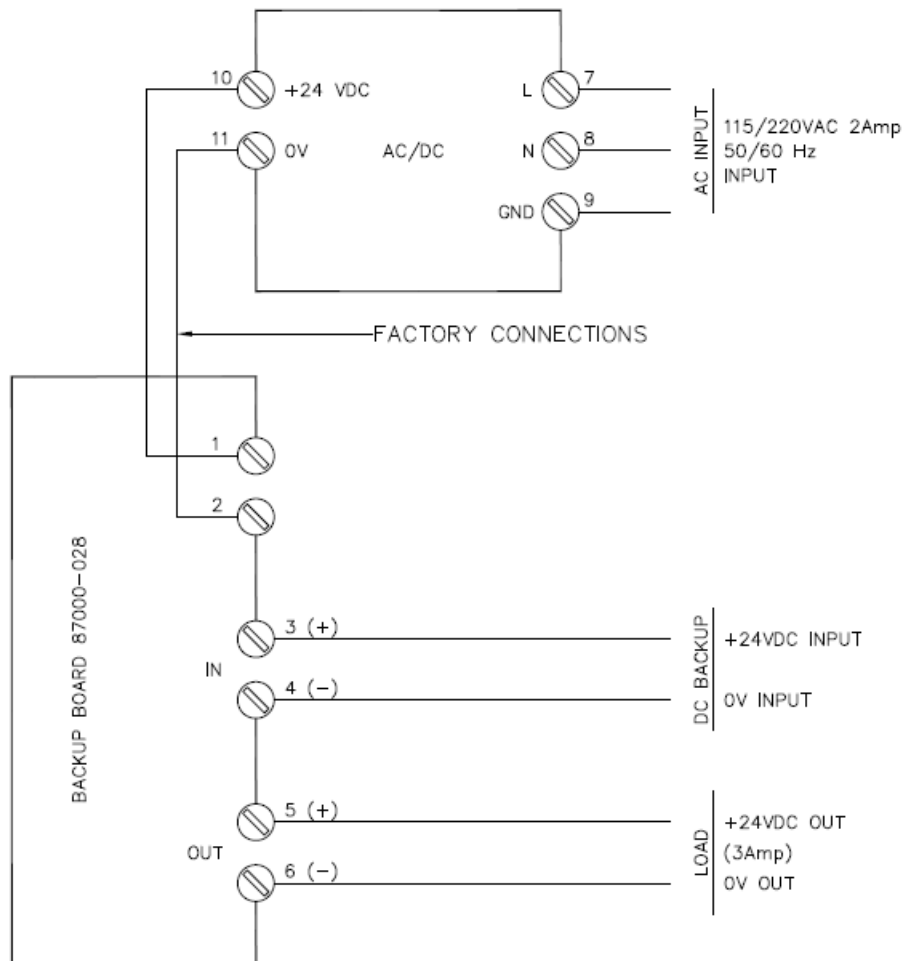 10
+24 VDC
L
7
11
0V
AC/DC
N
8
GND
9
AC INPUT
115/220VAC 2Amp
50/60 Hz
INPUT
FACTORY CONNECTIONS
BACKUP BOARD 87000-028
1
2
3 (+)
IN
4 (-)
DC BACKUP
+24VDC INPUT
0V INPUT
5 (+)
OUT
6 (-)
LOAD
+24VDC OUT
(3Amp)
0V OUT